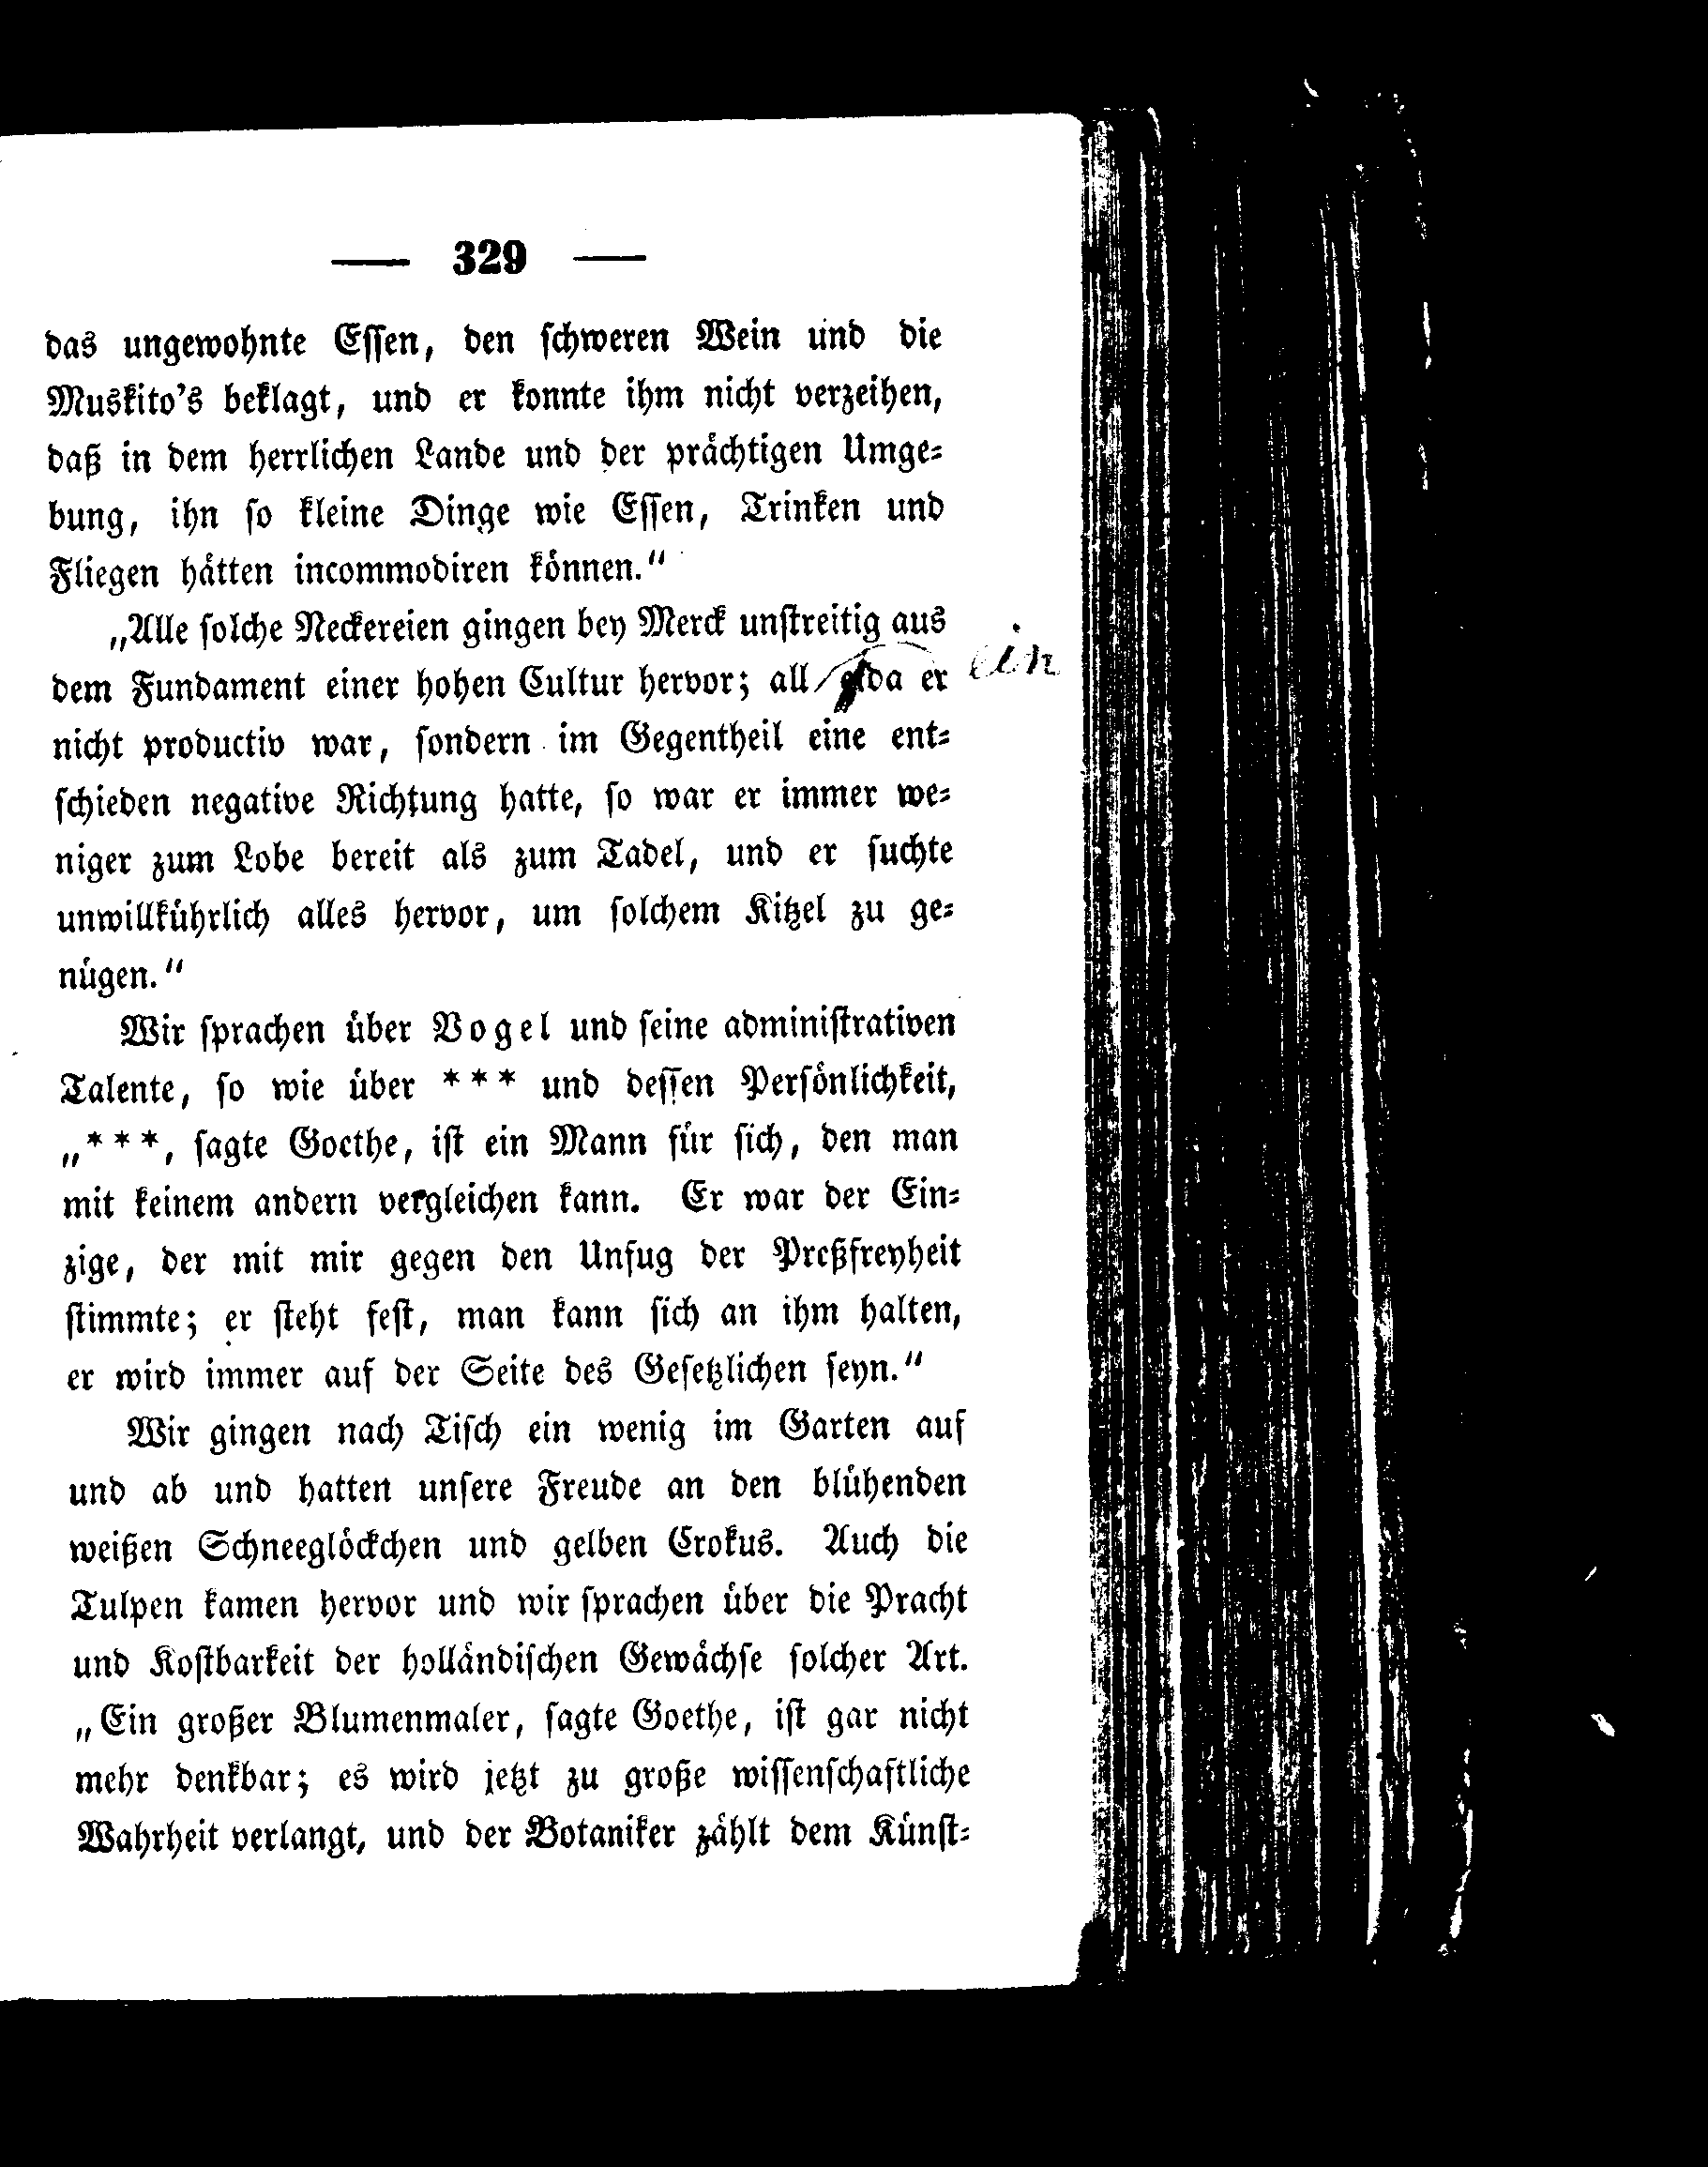 — 329 —
das ungewohnte Eſſen, den ſchweren Wein und die
Muskito's beklagt, und er konnte ihm nicht verzeihen,
daß in dem herrlichen Lande und der prächtigen Umge⸗
bung, ihn ſo kleine Dinge wie Eſſen, Trinken und
Fliegen hätten incommodiren können.“
„Alle ſolche Neckereien gingen bey Merck unſtreitig aus
dem Fundament einer hohen Cultur hervor; all da er ein
nicht productiv war, ſondern im Gegentheil eine ent⸗
ſchieden negative Richtung hatte, ſo war er immer we⸗
niger zum Lobe bereit als zum Tadel, und er ſuchte
unwillkührlich alles hervor, um ſolchem Kitzel zu ge⸗
nügen.“
Wir ſprachen über Vogel und ſeine adminiſtrativen
Talente, ſo wie über *** und deſſen Perſönlichkeit,
„***, ſagte Goethe, iſt ein Mann für ſich, den man
mit keinem andern vergleichen kann. Er war der Ein⸗
zige, der mit mir gegen den Unfug der Preßfreyheit
ſtimmte; er ſteht feſt, man kann ſich an ihm halten,
er wird immer auf der Seite des Geſetzlichen ſeyn.“
Wir gingen nach Tiſch ein wenig im Garten auf
und ab und hatten unſere Freude an den blühenden
weißen Schneeglöckchen und gelben Crokus. Auch die
Tulpen kamen hervor und wir ſprachen über die Pracht
und Koſtbarkeit der holländiſchen Gewächſe ſolcher Art.
„Ein großer Blumenmaler, ſagte Goethe, iſt gar nicht
mehr denkbar; es wird jetzt zu große wiſſenſchaftliche
Wahrheit verlangt, und der Botaniker zählt dem Künſt⸗